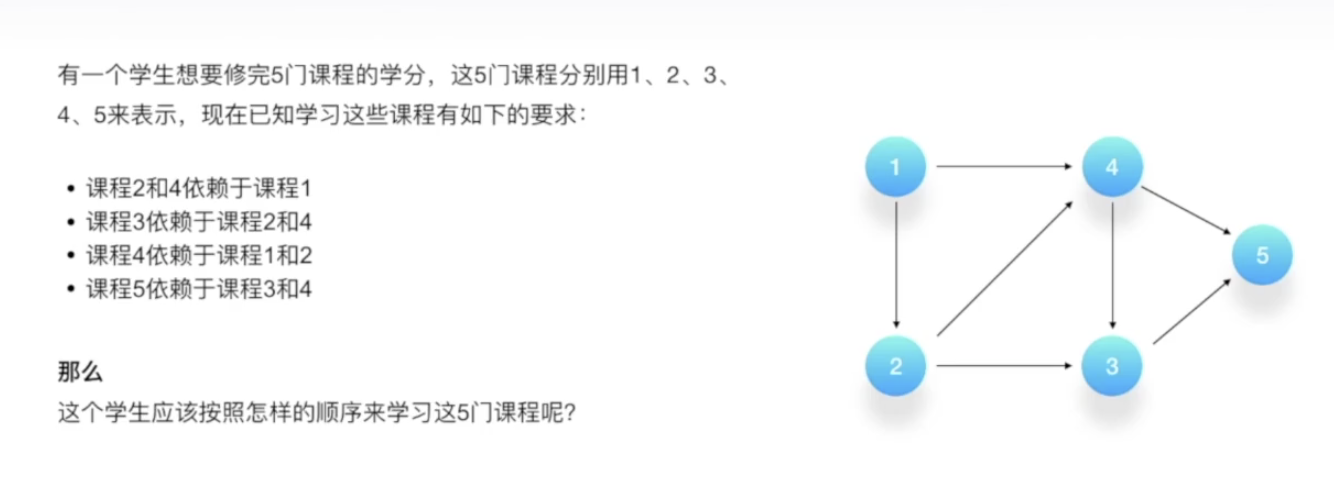 有一个学生想要修完5门课程的学分，这5门课程分别用1、2、3、
4、5来表示，现在已知学习这些课程有如下的要求：
• 课程2和4依赖于课程1
• 课程3依赖于课程2和4
• 课程4依赖于课程1和2
• 课程5依赖于课程3和4
那么
这个学生应该按照怎样的顺序来学习这5门课程呢?
1
4
5
2
3